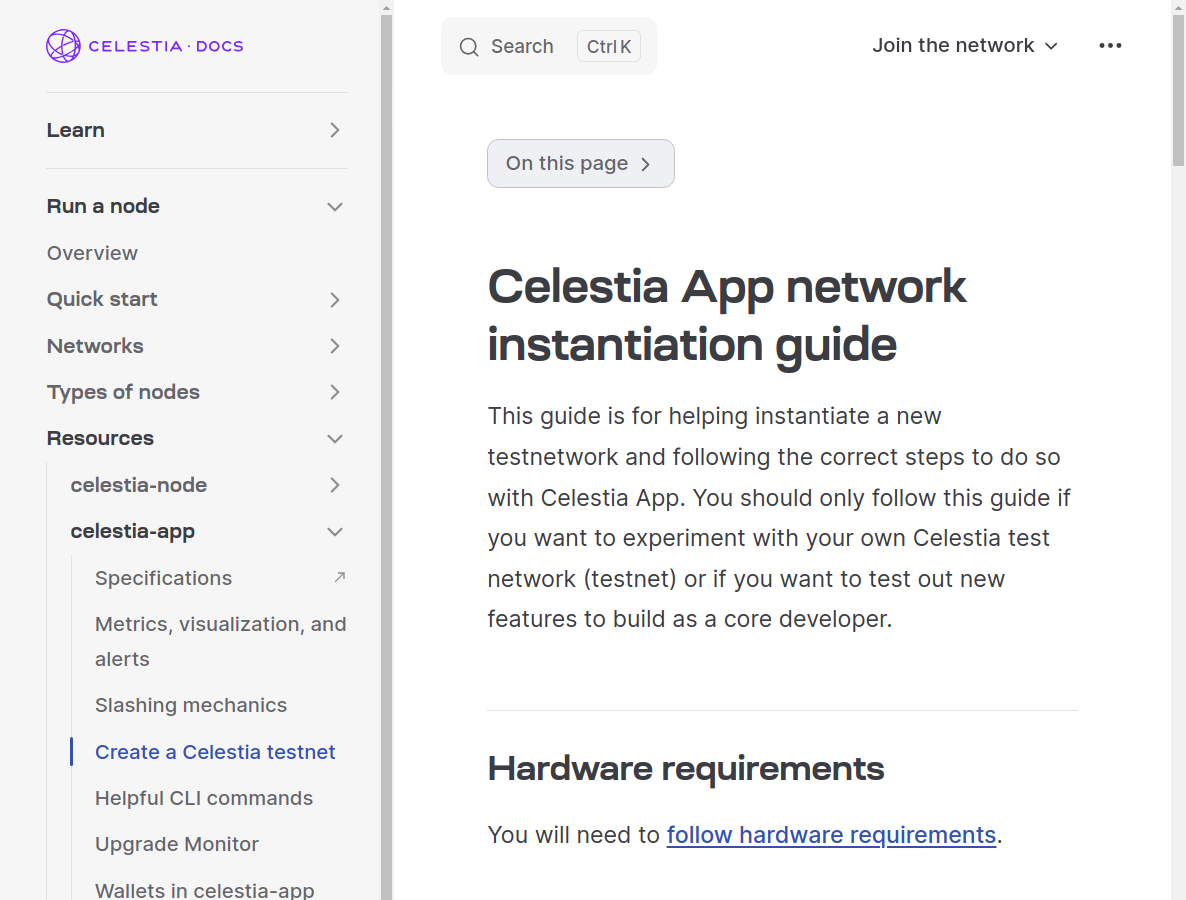 CELESTIA · DOCS
Learn
Run a node
Overview
Quick start
Networks
Types of nodes
Resources
celestia-node
celestia-app
Specifications
Metrics, visualization, and
alerts
Slashing mechanics
Create a Celestia testnet
Helpful CLI commands
Upgrade Monitor
Wallets in celestia-app
Search Ctrl K
Join the network
On this page
Celestia App network
instantiation guide
This guide is for helping instantiate a new
testnetwork and following the correct steps to do so
with Celestia App. You should only follow this guide if
you want to experiment with your own Celestia test
network (testnet) or if you want to test out new
features to build as a core developer.
Hardware requirements
You will need to follow hardware requirements.